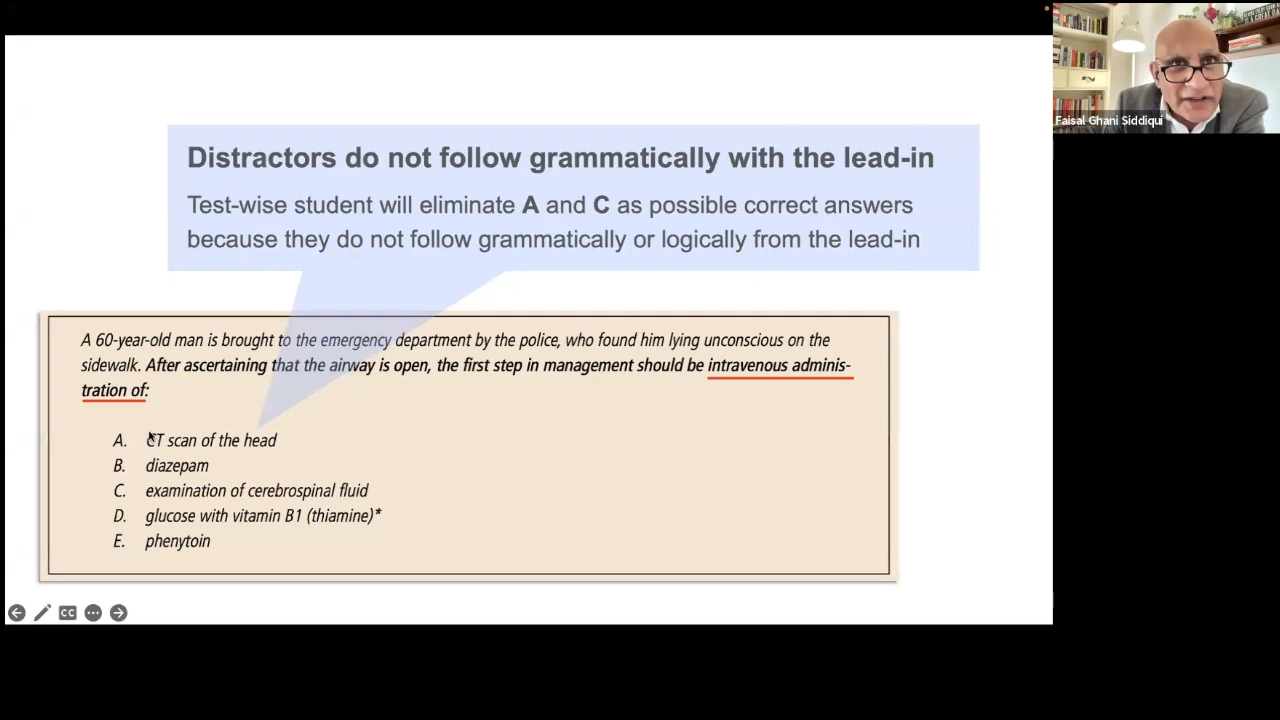 Distractors do not follow grammatically with the lead-in
Test-wise student will eliminate A and C as possible correct answers
because they do not follow grammatically or logically from the lead-in
A 60-year-old man is brought to the emergency department by the police, who found him lying unconscious on the
sidewalk. After ascertaining that the airway is open, the first step in management should be intravenous adminis-
tration of:
A. CT scan of the head
B. diazepam
C. examination of cerebrospinal fluid
D. glucose with vitamin B1 (thiamine)*
E. phenytoin
CC
Faisal Ghani Siddiqui